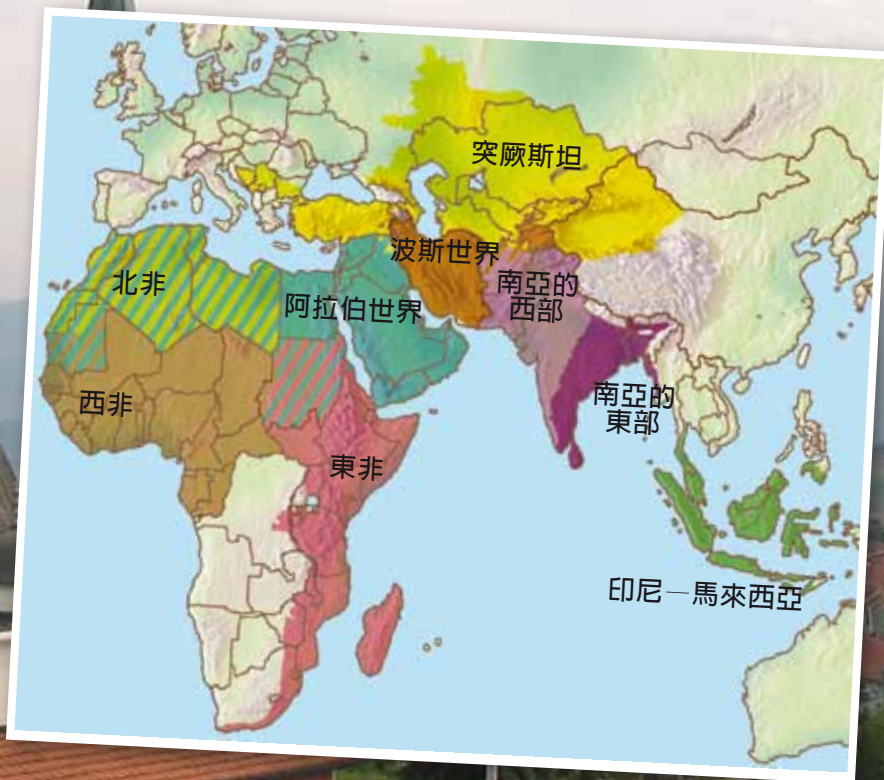 突厥斯坦
波斯世界
北非
阿拉伯世界
南亞的
西部
西非
南亞的
東部
東非
印尼—馬來西亞